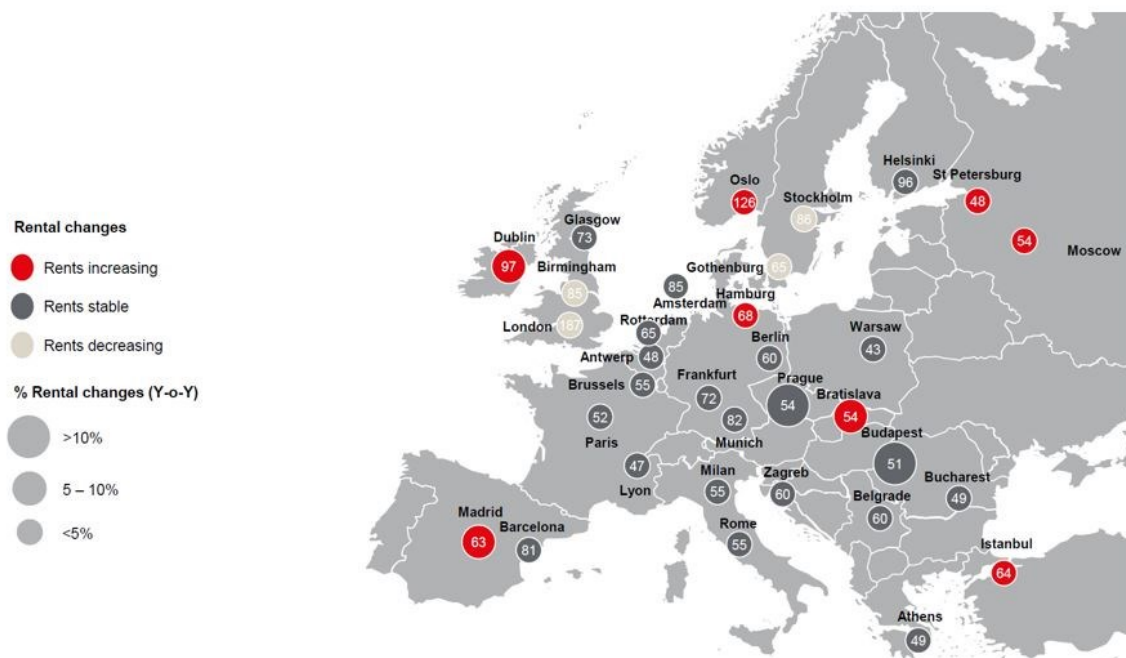 Rental changes
Rents increasing
Rents stable
Rents decreasing
% Rental changes (Y-o-Y)
>10%
5 – 10%
<5%
Helsinki
96
St Petersburg
48
Oslo
126
Stockholm
86
Moscow
54
Glasgow
73
Dublin
97
Birmingham
85
Gothenburg
65
Amsterdam
85
Hamburg
68
London
187
Rotterdam
65
Berlin
60
Warsaw
43
Antwerp
48
Brussels
55
Frankfurt
72
Prague
54
Bratislava
54
Paris
52
Munich
82
Budapest
51
Lyon
47
Milan
55
Zagreb
60
Bucharest
49
Belgrade
60
Madrid
63
Barcelona
81
Rome
55
Istanbul
64
Athens
49